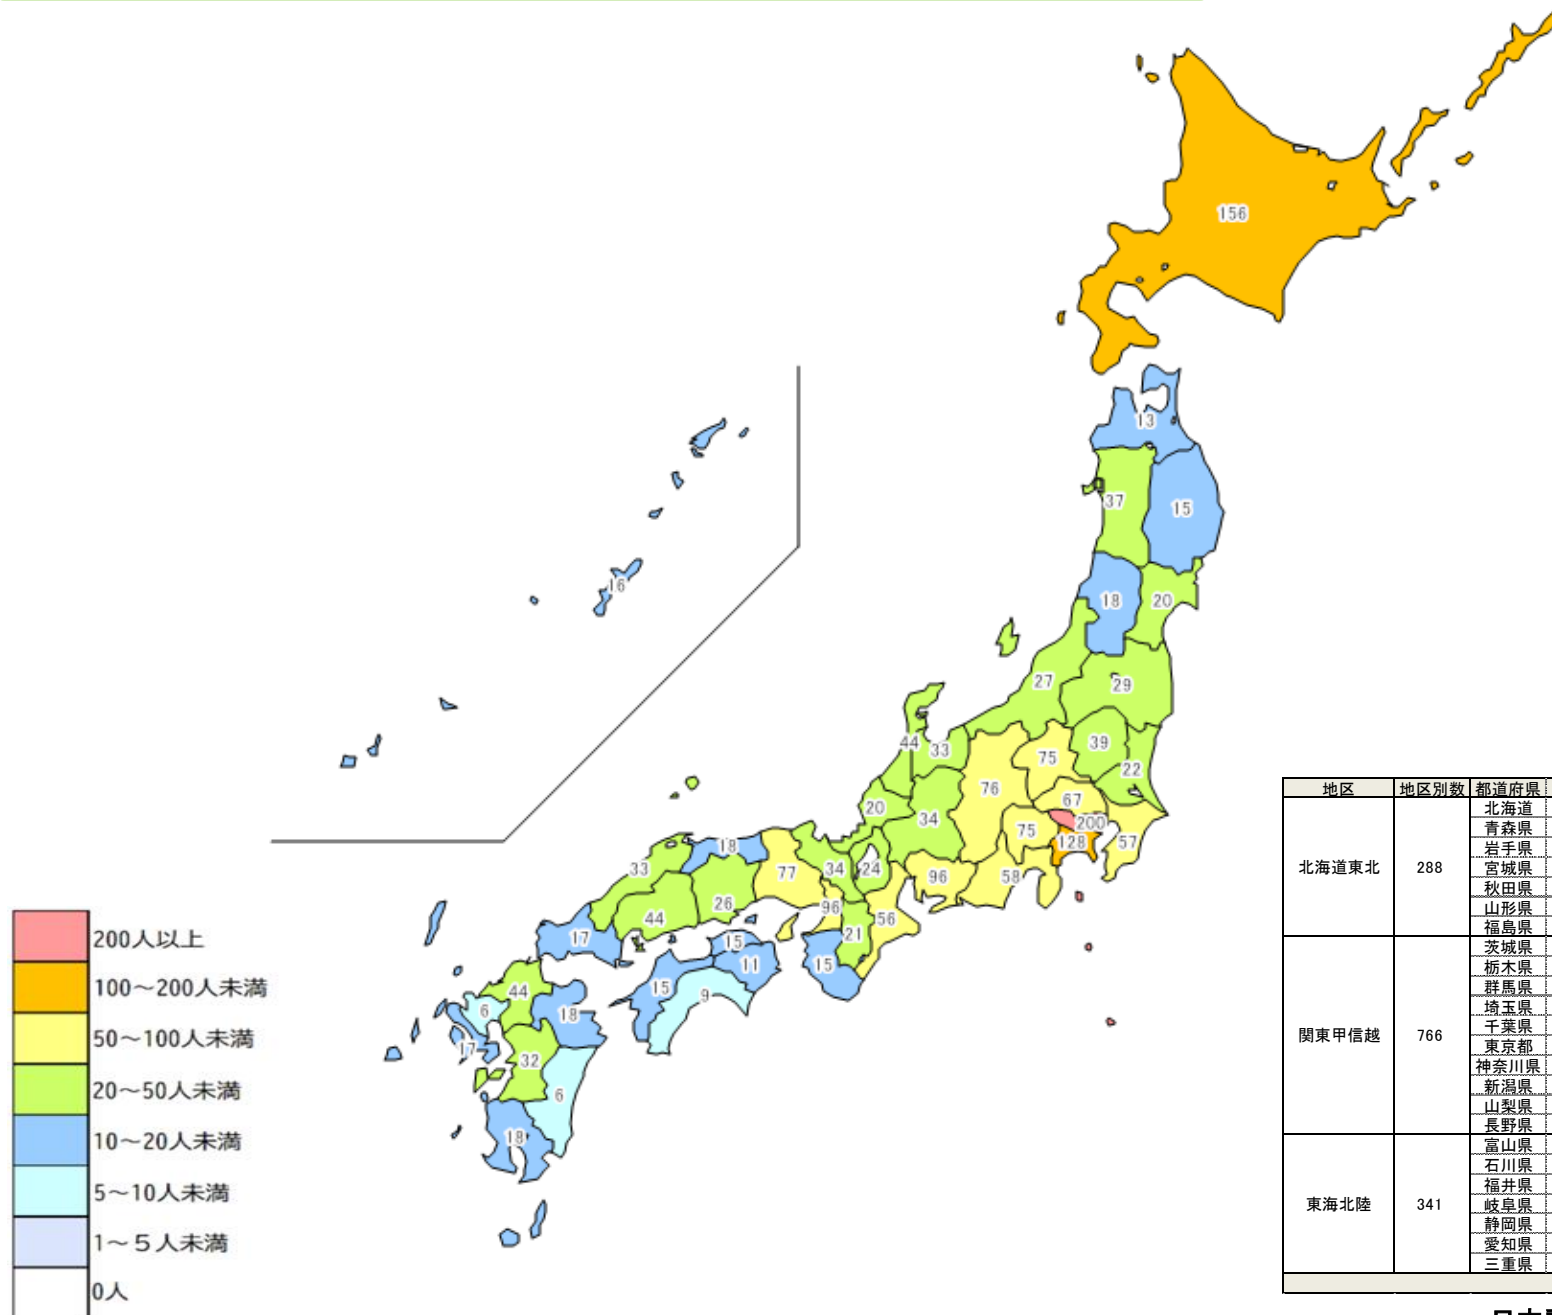 156
13
37
15
16
18
20
27
29
44
33
39
75
22
76
67
20
34
75
200
128
57
18
33
77
34
24
96
58
26
96
56
44
21
17
15
11
15
15
9
44
6
18
17
32
6
18
200人以上
100～200人未満
50～100人未満
20～50人未満
10～20人未満
5～10人未満
1～５人未満
0人
地区 地区別数 都道府県
北海道東北 288
北海道
青森県
岩手県
宮城県
秋田県
山形県
福島県
関東甲信越 766
茨城県
栃木県
群馬県
埼玉県
千葉県
東京都
神奈川県
新潟県
山梨県
長野県
東海北陸 341
富山県
石川県
福井県
岐阜県
静岡県
愛知県
三重県